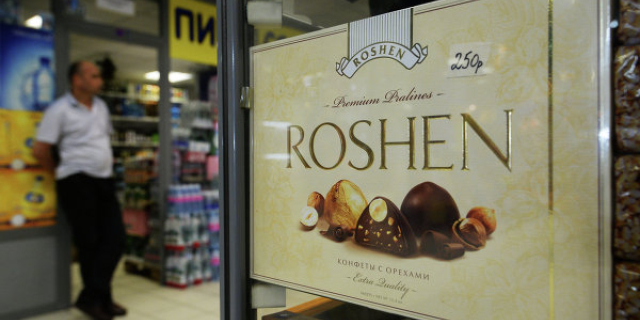 ПИ
ROSHEN
250р
Premium Pralines
ROSHEN
КОНФЕТЫ С ОРЕХАМИ
Extra Quality